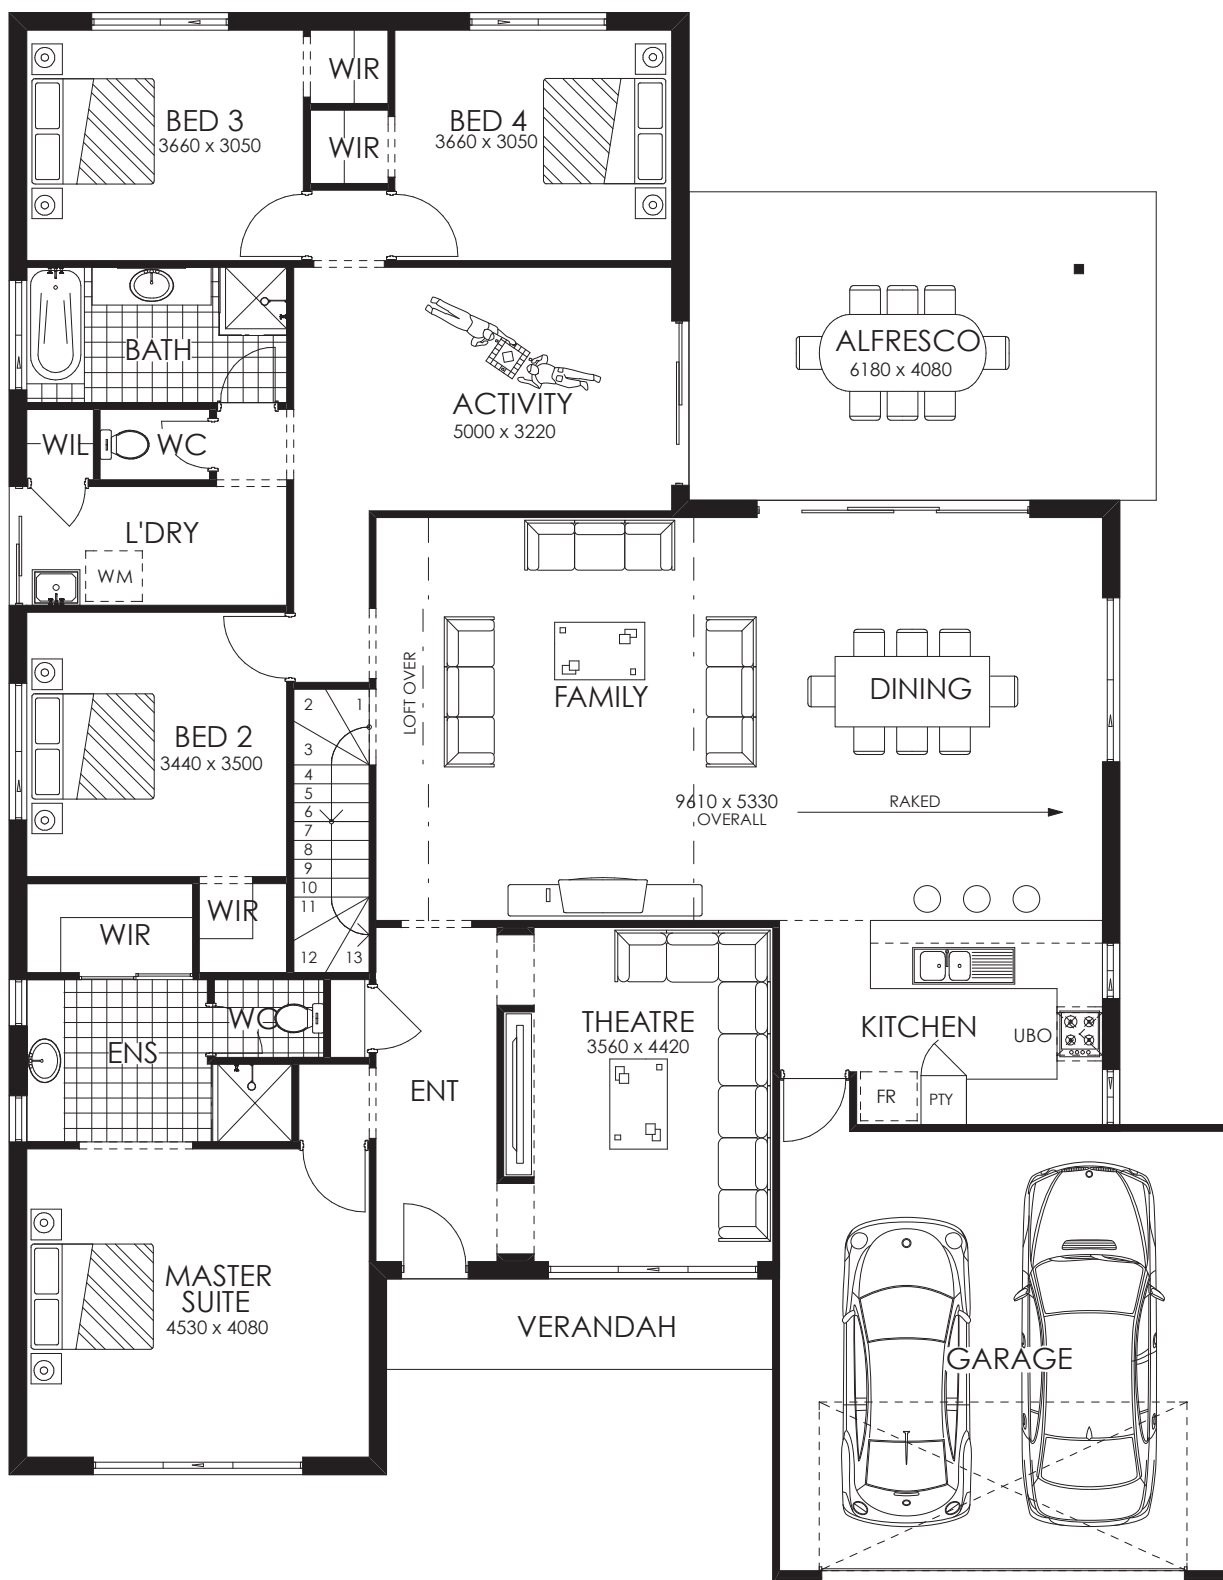 WIR
BED 3
3660 x 3050
BED 4
3660 x 3050
WIR
ALFRESCO
6180 x 4080
BATH
ACTIVITY
5000 x 3220
WIL
WC
L'DRY
WM
LOFT OVER
FAMILY
DINING
2
1
3
4
5
6
7
8
9
10
11
12
13
BED 2
3440 x 3500
9610 x 5330
OVERALL
RAKED
WIR
WIR
WC
ENS
THEATRE
3560 x 4420
KITCHEN
UBO
ENT
FR
PTY
MASTER
SUITE
4530 x 4080
VERANDAH
GARAGE